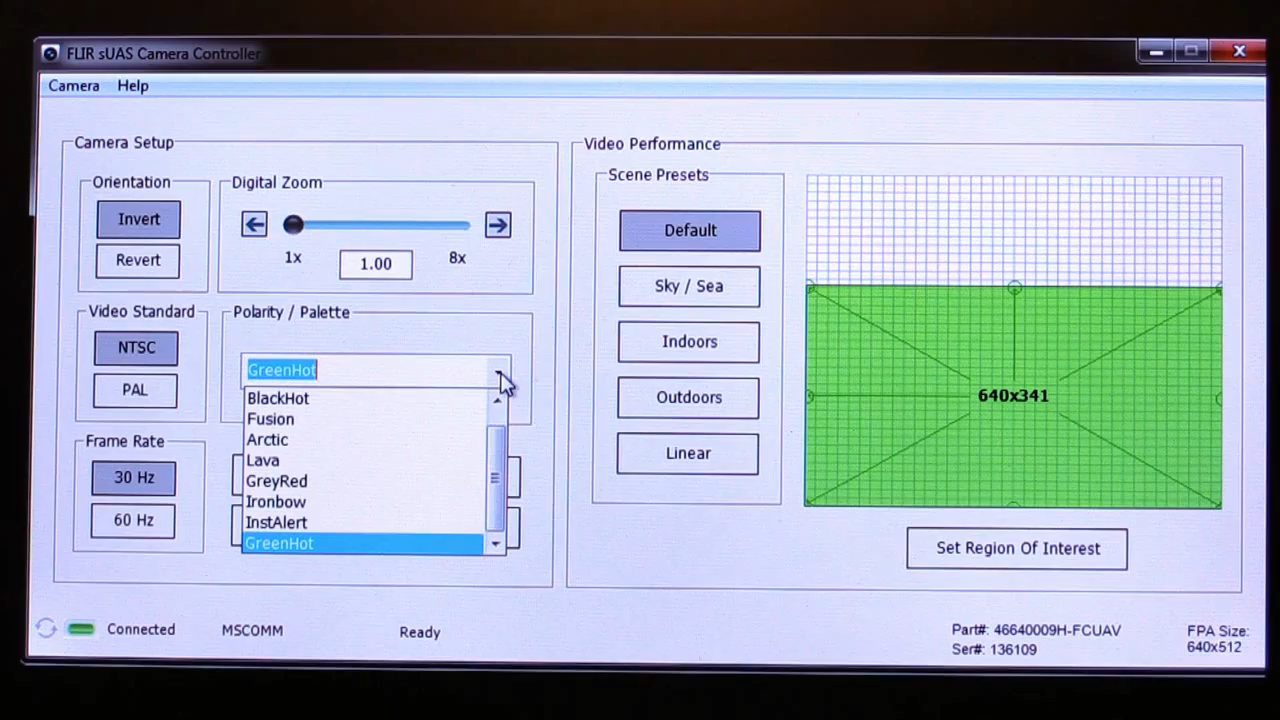 FLIR sUAS Camera Controller
Camera Help
Camera Setup
Orientation
Invert
Revert
Digital Zoom
1x
1.00
8x
Video Standard
NTSC
PAL
Polarity / Palette
GreenHot
BlackHot
Fusion
Arctic
Lava
GreyRed
Ironbow
InstAlert
GreenHot
Frame Rate
30 Hz
60 Hz
Video Performance
Scene Presets
Default
Sky / Sea
Indoors
Outdoors
Linear
640x341
Set Region Of Interest
Connected
MSCOMM
Ready
Part#: 46640009H-FCUAV
Ser#: 136109
FPA Size:
640x512